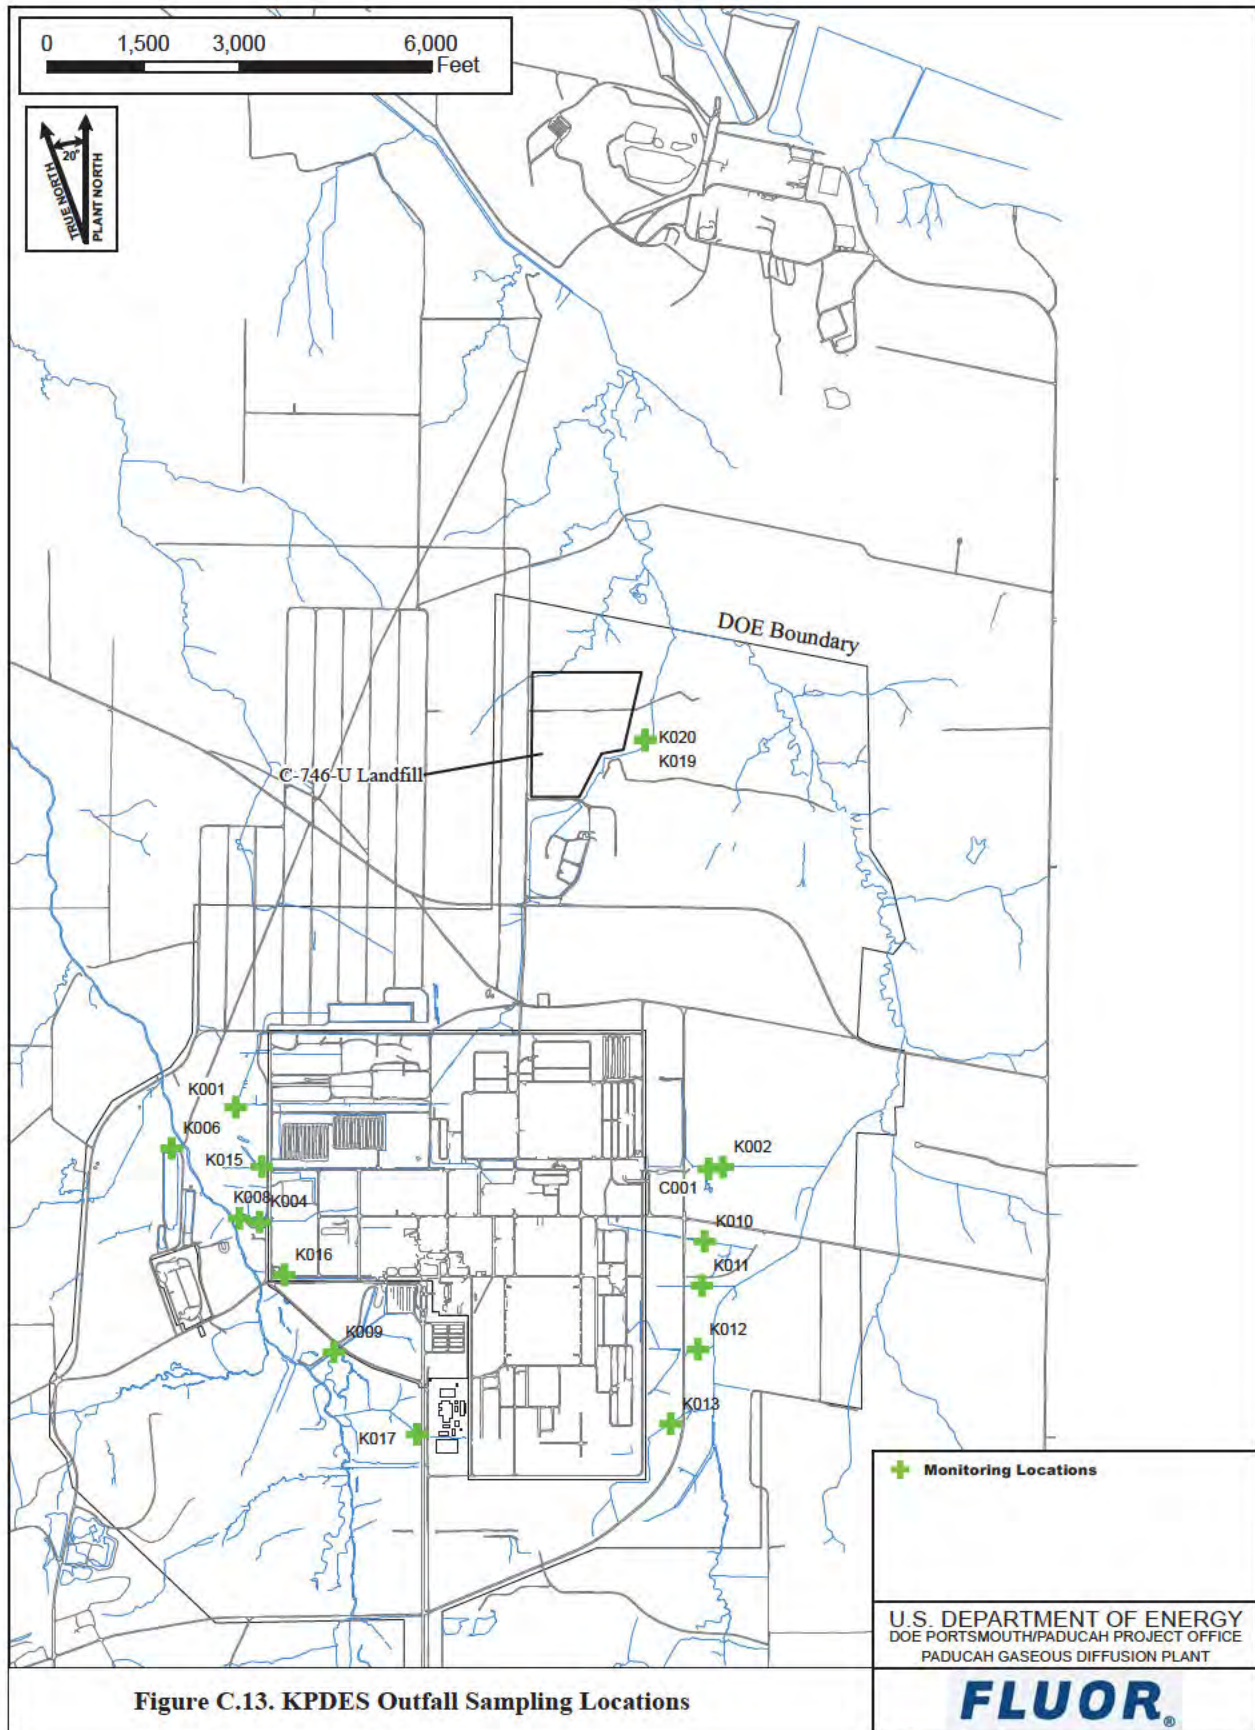 0 1,500 3,000 6,000
Feet
20°
TRUE NORTH
PLANT NORTH
DOE Boundary
K020
K019
C-746-U Landfill
K001
K006
K015
K002
C001
K008
K004
K010
K016
K011
K009
K012
K013
K017
Monitoring Locations
U.S. DEPARTMENT OF ENERGY
DOE PORTSMOUTH/PADUCAH PROJECT OFFICE
PADUCAH GASEOUS DIFFUSION PLANT
Figure C.13. KPDES Outfall Sampling Locations
FLUOR®